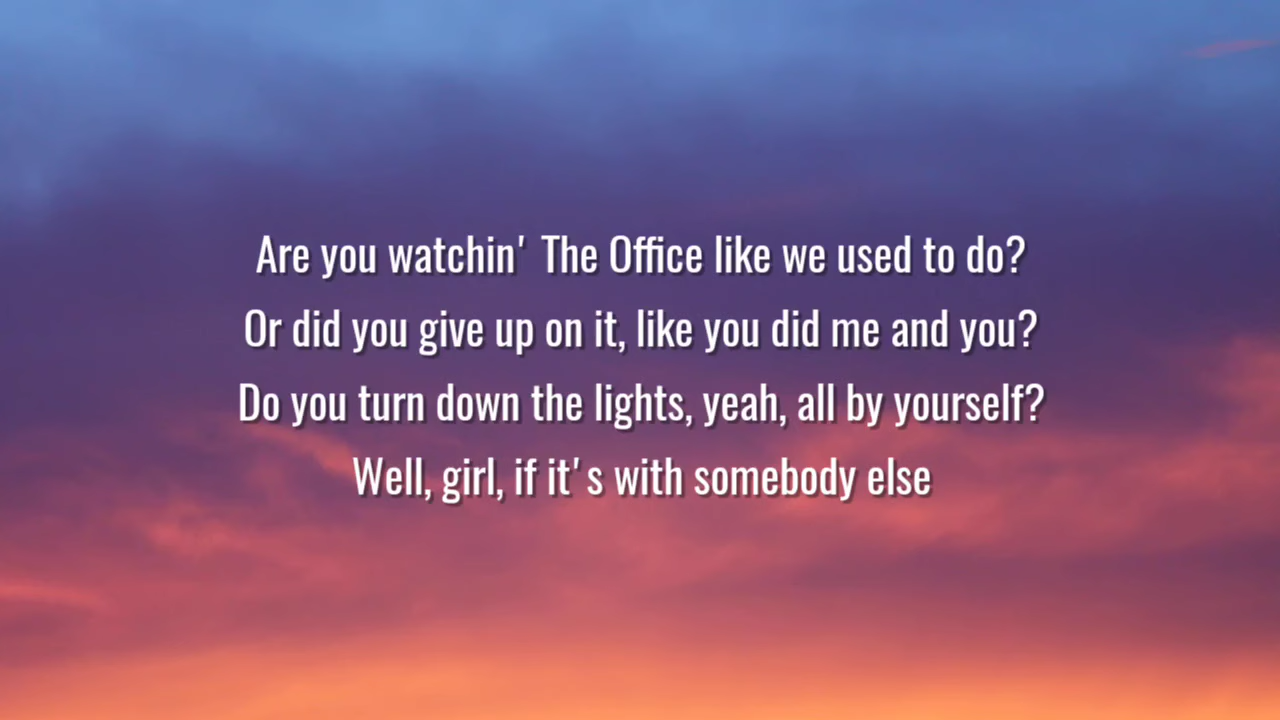 Are you watchin' The Office like we used to do?
Or did you give up on it, like you did me and you?
Do you turn down the lights, yeah, all by yourself?
Well, girl, if it's with somebody else